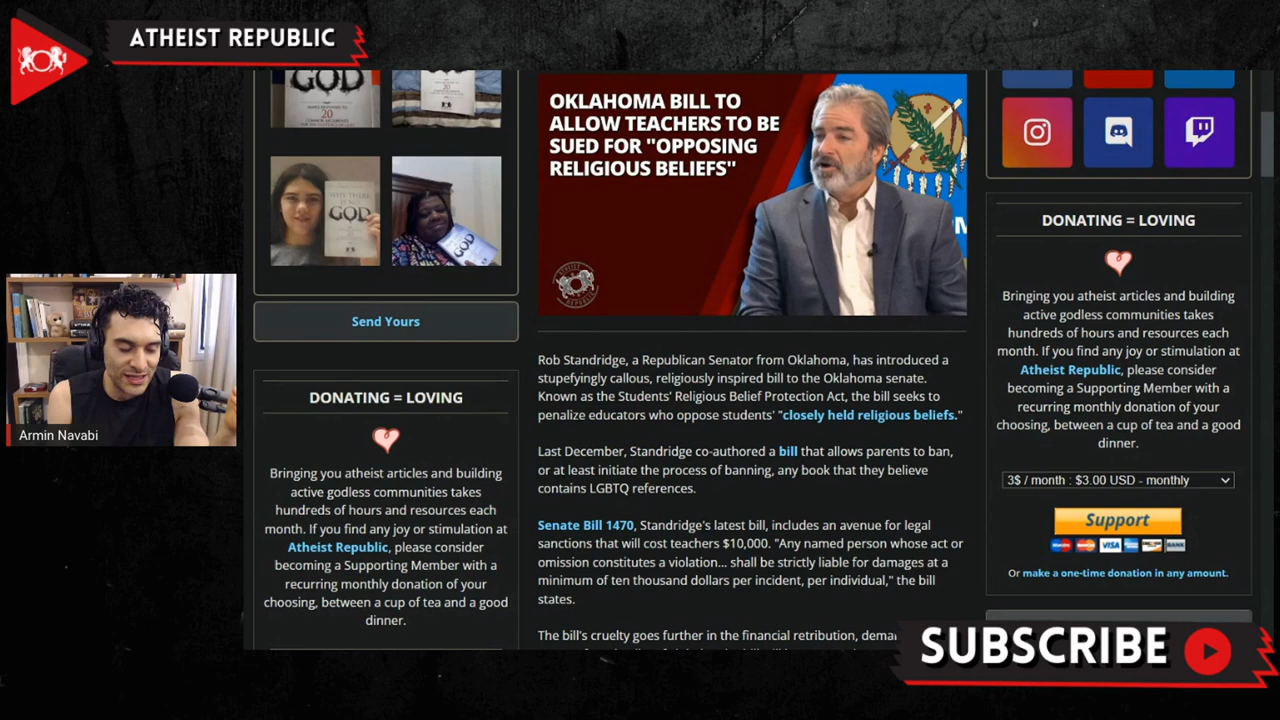 ATHEIST REPUBLIC
GOD
20
GOD
WHY THERE
IS NO
GOD
GOD
Send Yours
DONATING = LOVING
Bringing you atheist articles and building
active godless communities takes
hundreds of hours and resources each
month. If you find any joy or stimulation at
Atheist Republic, please consider
becoming a Supporting Member with a
recurring monthly donation of your
choosing, between a cup of tea and a good
dinner.
Armin Navabi
OKLAHOMA BILL TO
ALLOW TEACHERS TO BE
SUED FOR "OPPOSING
RELIGIOUS BELIEFS"
Rob Standridge, a Republican Senator from Oklahoma, has introduced a
stupefyingly callous, religiously inspired bill to the Oklahoma senate.
Known as the Students' Religious Belief Protection Act, the bill seeks to
penalize educators who oppose students' "closely held religious beliefs."
Last December, Standridge co-authored a bill that allows parents to ban,
or at least initiate the process of banning, any book that they believe
contains LGBTQ references.
Senate Bill 1470, Standridge's latest bill, includes an avenue for legal
sanctions that will cost teachers $10,000. "Any named person whose act or
omission constitutes a violation... shall be strictly liable for damages at a
minimum of ten thousand dollars per incident, per individual," the bill
states.
The bill's cruelty goes further in the financial retribution,
DONATING = LOVING
Bringing you atheist articles and building
active godless communities takes
hundreds of hours and resources each
month. If you find any joy or stimulation at
Atheist Republic, please consider
becoming a Supporting Member with a
recurring monthly donation of your
choosing, between a cup of tea and a good
dinner.
3$ / month : $3.00 USD - monthly
Support
VISA
BANK
Or make a one-time donation in any amount.
SUBSCRIBE